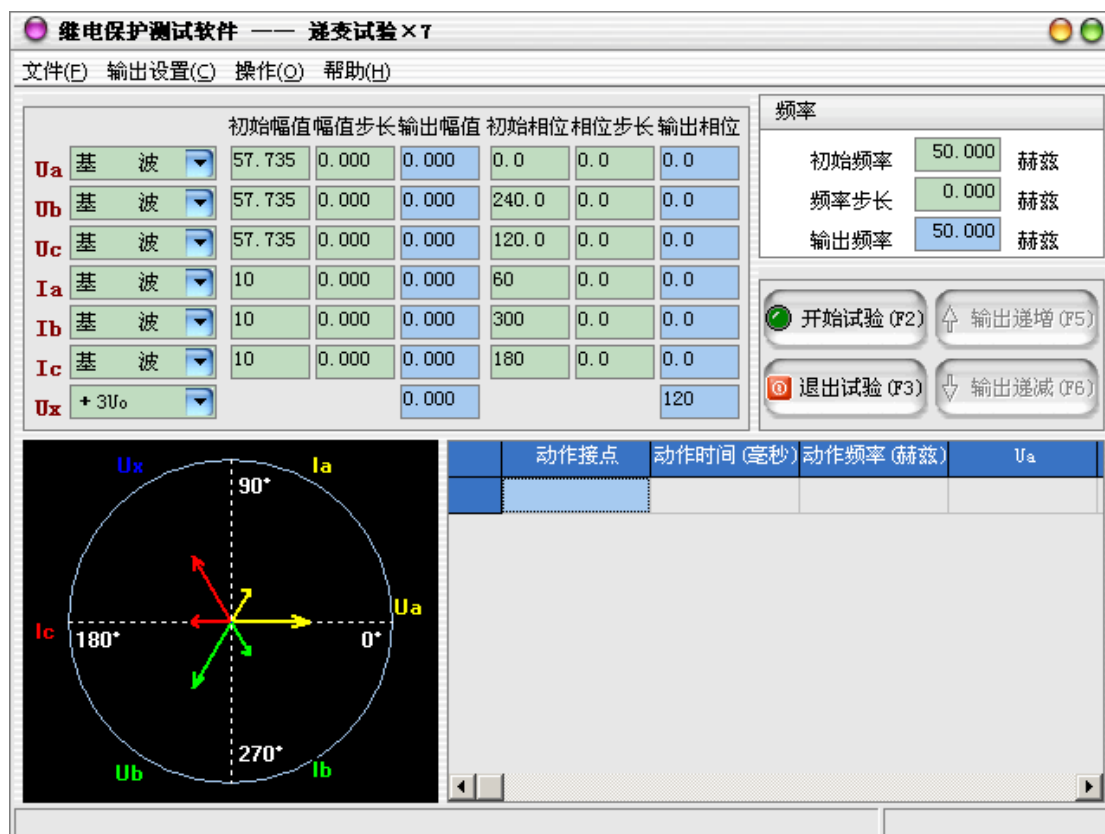 继电保护测试软件 —— 递变试验×7
文件(F) 输出设置(C) 操作(O) 帮助(H)
初始幅值 幅值步长 输出幅值 初始相位 相位步长 输出相位
Ua 基 波 57.735 0.000 0.000 0.0 0.0 0.0
Ub 基 波 57.735 0.000 0.000 240.0 0.0 0.0
Uc 基 波 57.735 0.000 0.000 120.0 0.0 0.0
Ia 基 波 10 0.000 0.000 60 0.0 0.0
Ib 基 波 10 0.000 0.000 300 0.0 0.0
Ic 基 波 10 0.000 0.000 180 0.0 0.0
Ux + 3U₀ 0.000 120
频率
初始频率 50.000 赫兹
频率步长 0.000 赫兹
输出频率 50.000 赫兹
开始试验(F2) 输出递增(F5)
退出试验(F3) 输出递减(F6)
Ux Ia
90°
Ua
Ic 180° 0°
270°
Ub Ib
动作接点 动作时间(毫秒) 动作频率(赫兹) Ua